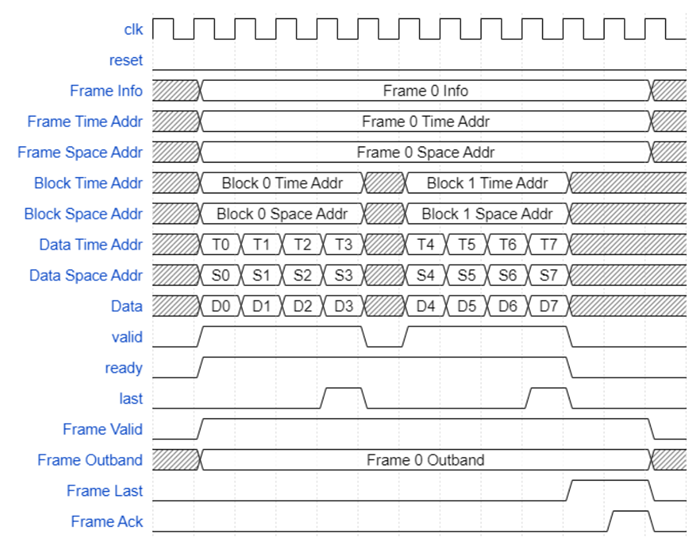 clk
reset
Frame Info Frame 0 Info
Frame Time Addr Frame 0 Time Addr
Frame Space Addr Frame 0 Space Addr
Block Time Addr Block 0 Time Addr Block 1 Time Addr
Block Space Addr Block 0 Space Addr Block 1 Space Addr
Data Time Addr T0 T1 T2 T3 T4 T5 T6 T7
Data Space Addr S0 S1 S2 S3 S4 S5 S6 S7
Data D0 D1 D2 D3 D4 D5 D6 D7
valid
ready
last
Frame Valid
Frame Outband Frame 0 Outband
Frame Last
Frame Ack